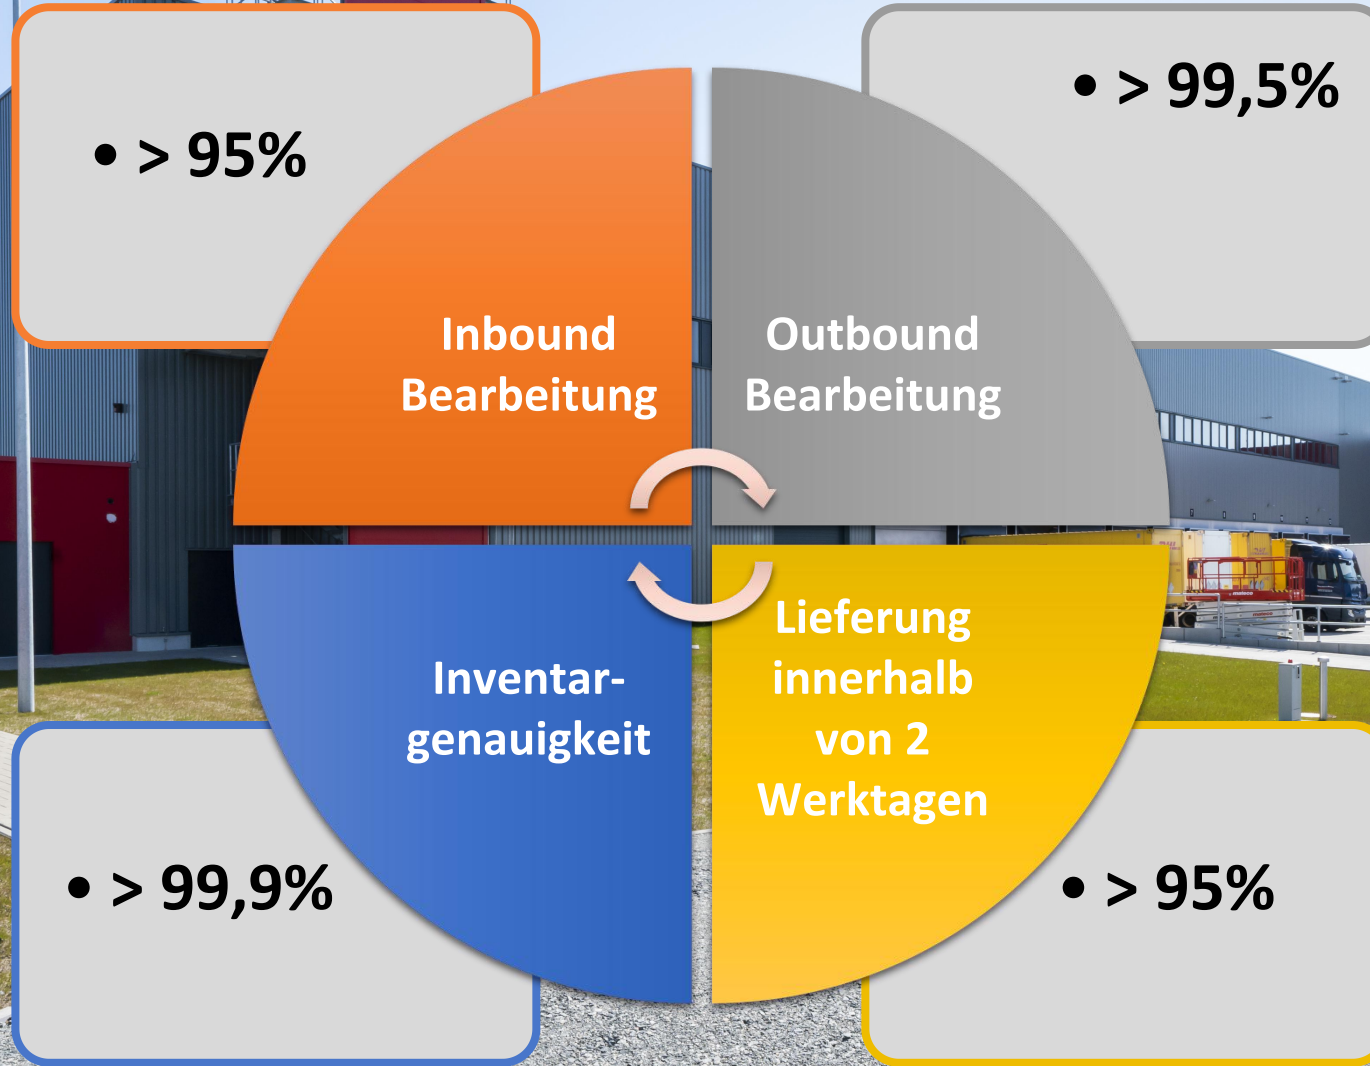 • > 95%
• > 99,5%
Inbound
Bearbeitung
Outbound
Bearbeitung
Inventar-
genauigkeit
Lieferung
innerhalb
von 2
Werktagen
• > 99,9%
• > 95%